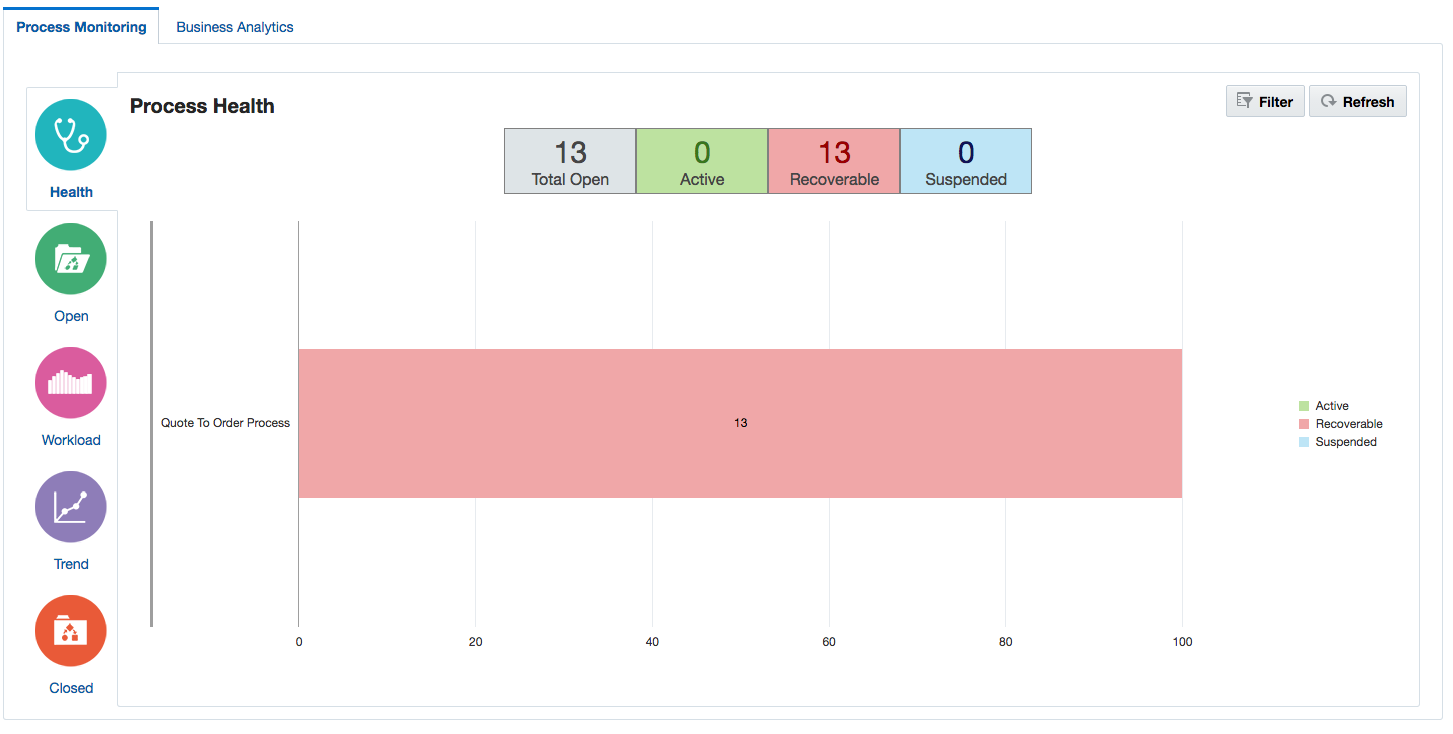 Process Monitoring
Business Analytics
Health
Open
Workload
Trend
Closed
Process Health
Filter
Refresh
13
Total Open
0
Active
13
Recoverable
0
Suspended
Quote To Order Process
13
0
20
40
60
80
100
Active
Recoverable
Suspended